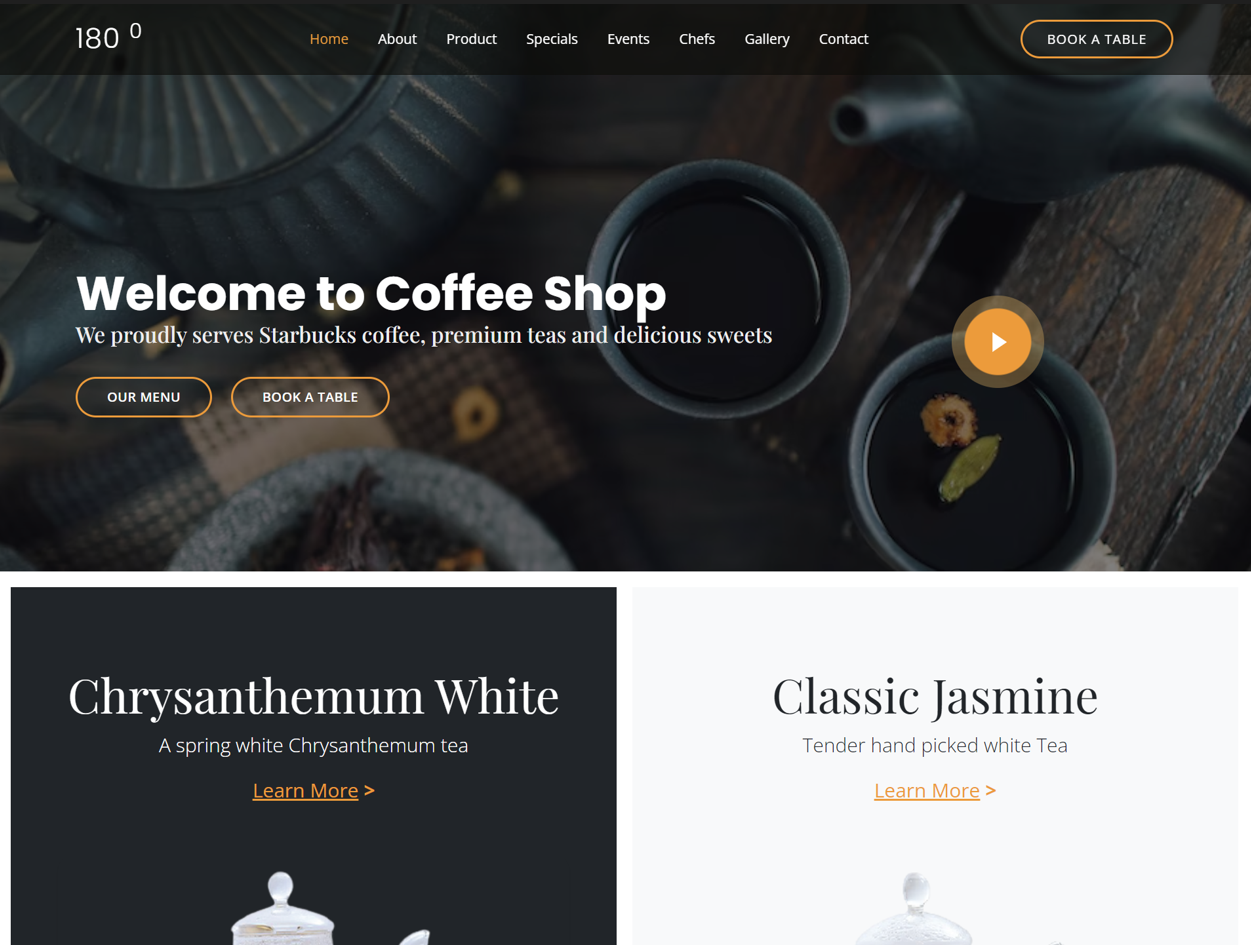 180 0
Home About Product Specials Events Chefs Gallery Contact
BOOK A TABLE
Welcome to Coffee Shop
We proudly serves Starbucks coffee, premium teas and delicious sweets
OUR MENU BOOK A TABLE
Chrysanthemum White
A spring white Chrysanthemum tea
Learn More >
Classic Jasmine
Tender hand picked white Tea
Learn More >